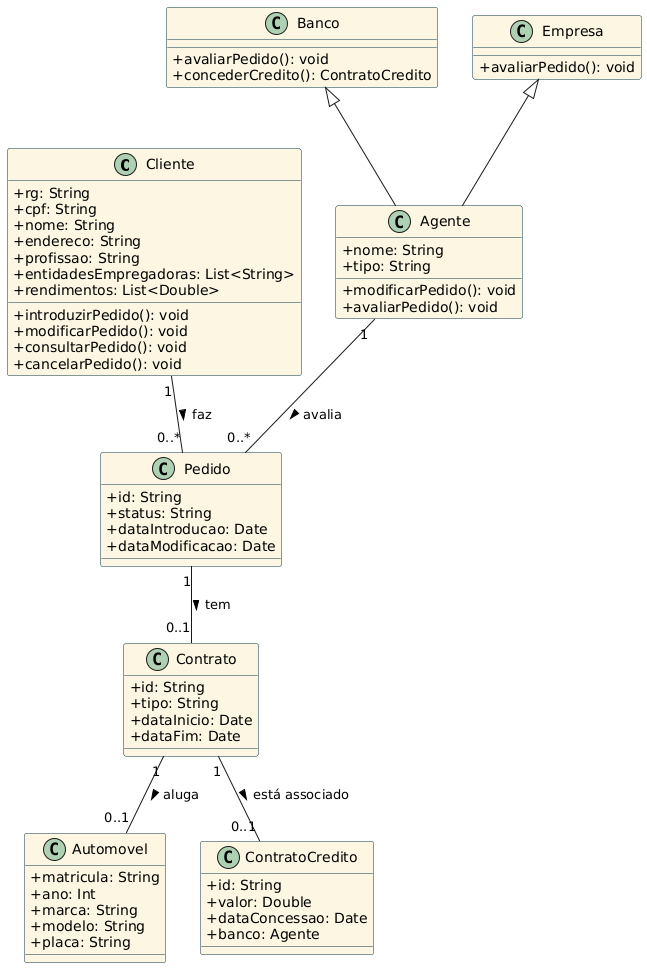 C Banco
+avaliarPedido(): void
+concederCredito(): ContratoCredito
C Empresa
+avaliarPedido(): void
C Cliente
+rg: String
+cpf: String
+nome: String
+endereco: String
+profissao: String
+entidadesEmpregadoras: List<String>
+rendimentos: List<Double>
+introduzirPedido(): void
+modificarPedido(): void
+consultarPedido(): void
+cancelarPedido(): void
C Agente
+nome: String
+tipo: String
+modificarPedido(): void
+avaliarPedido(): void
1
faz
0..*
1
avalia
0..*
C Pedido
+id: String
+status: String
+dataIntroducao: Date
+dataModificacao: Date
1
tem
0..1
C Contrato
+id: String
+tipo: String
+dataInicio: Date
+dataFim: Date
1
aluga
0..1
1
está associado
0..1
C Automovel
+matricula: String
+ano: Int
+marca: String
+modelo: String
+placa: String
C ContratoCredito
+id: String
+valor: Double
+dataConcessao: Date
+banco: Agente